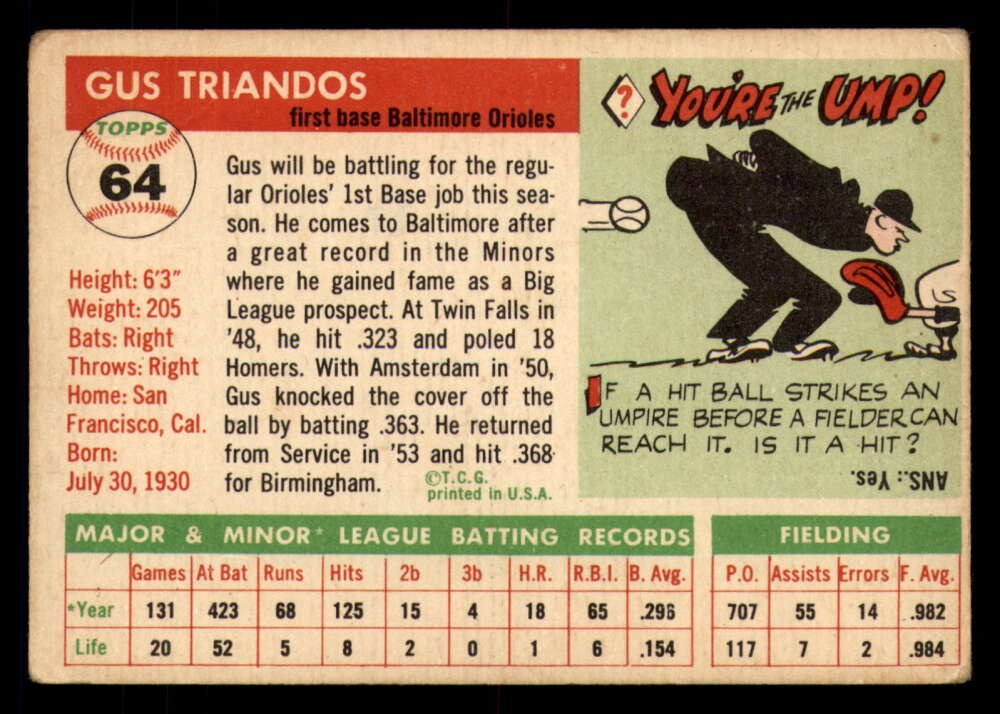 GUS TRIANDOS
first base Baltimore Orioles
TOPPS
64
Height: 6'3"
Weight: 205
Bats: Right
Throws: Right
Home: San
Francisco, Cal.
Born:
July 30, 1930
Gus will be battling for the regu-
lar Orioles' 1st Base job this sea-
son. He comes to Baltimore after
a great record in the Minors
where he gained fame as a Big
League prospect. At Twin Falls in
'48, he hit .323 and poled 18
Homers. With Amsterdam in '50,
Gus knocked the cover off the
ball by batting .363. He returned
from Service in '53 and hit .368
for Birmingham.
©T.C.G.
printed in U.S.A.
? YOU'RE THE UMP!
IF A HIT BALL STRIKES AN
UMPIRE BEFORE A FIELDER CAN
REACH IT. IS IT A HIT?
ANS.: Yes.
MAJOR & MINOR* LEAGUE BATTING RECORDS FIELDING
Games At Bat Runs Hits 2b 3b H.R. R.B.I. B. Avg. P.O. Assists Errors F. Avg.
*Year 131 423 68 125 15 4 18 65 .296 707 55 14 .982
Life 20 52 5 8 2 0 1 6 .154 117 7 2 .984